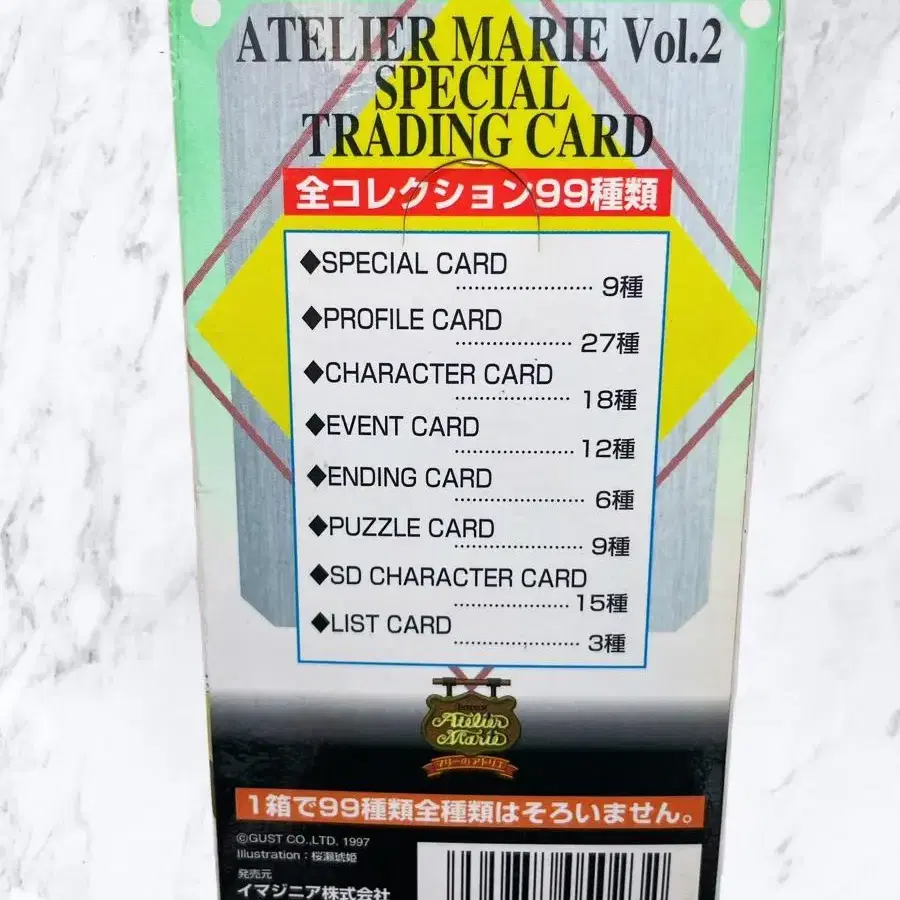 ATELIER MARIE Vol.2
SPECIAL
TRADING CARD
全コレクション99種類
◆SPECIAL CARD
........................ 9種
◆PROFILE CARD
.................... 27種
◆CHARACTER CARD
.................... 18種
◆EVENT CARD
..................... 12種
◆ENDING CARD
....................... 6種
◆PUZZLE CARD
....................... 9種
◆SD CHARACTER CARD
.................... 15種
◆LIST CARD
...................... 3種
Atelier
Marie
マリーのアトリエ
1箱で99種類全種類はそろいません。
©GUST CO.,LTD. 1997
Illustration：桜瀬琥姫
発売元
イマジニア株式会社